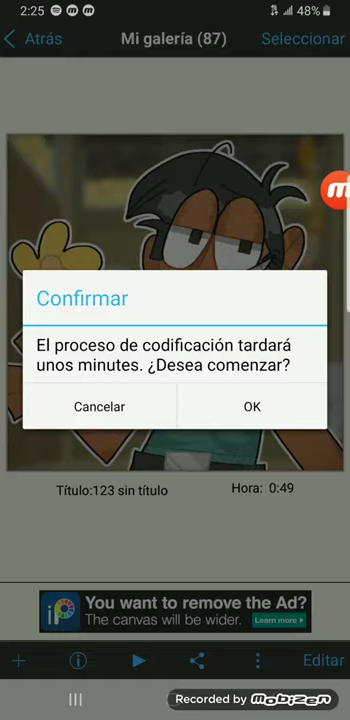 2:25
48%
Atrás
Mi galería (87)
Seleccionar
Confirmar
El proceso de codificación tardará
unos minutes. ¿Desea comenzar?
Cancelar
OK
Título:123 sin título
Hora: 0:49
iP
You want to remove the Ad?
The canvas will be wider.
Learn more
Editar
Recorded by mobizen